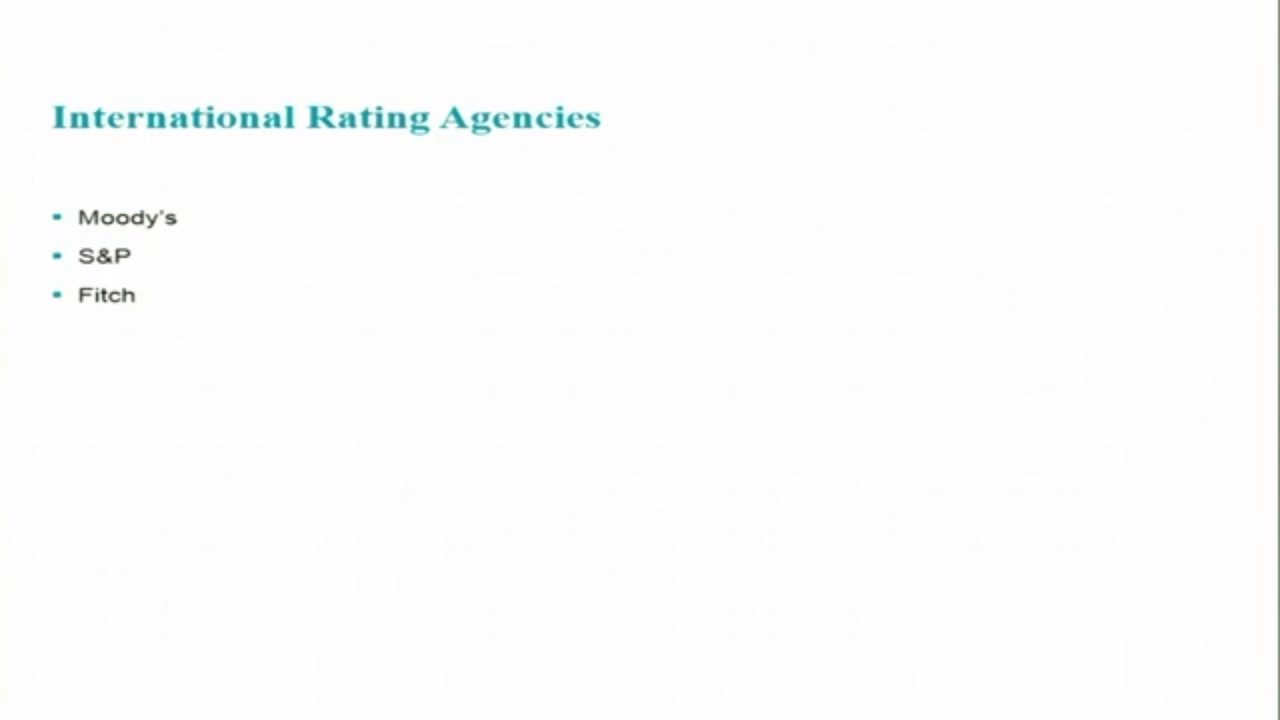 International Rating Agencies
▪ Moody's
▪ S&P
▪ Fitch